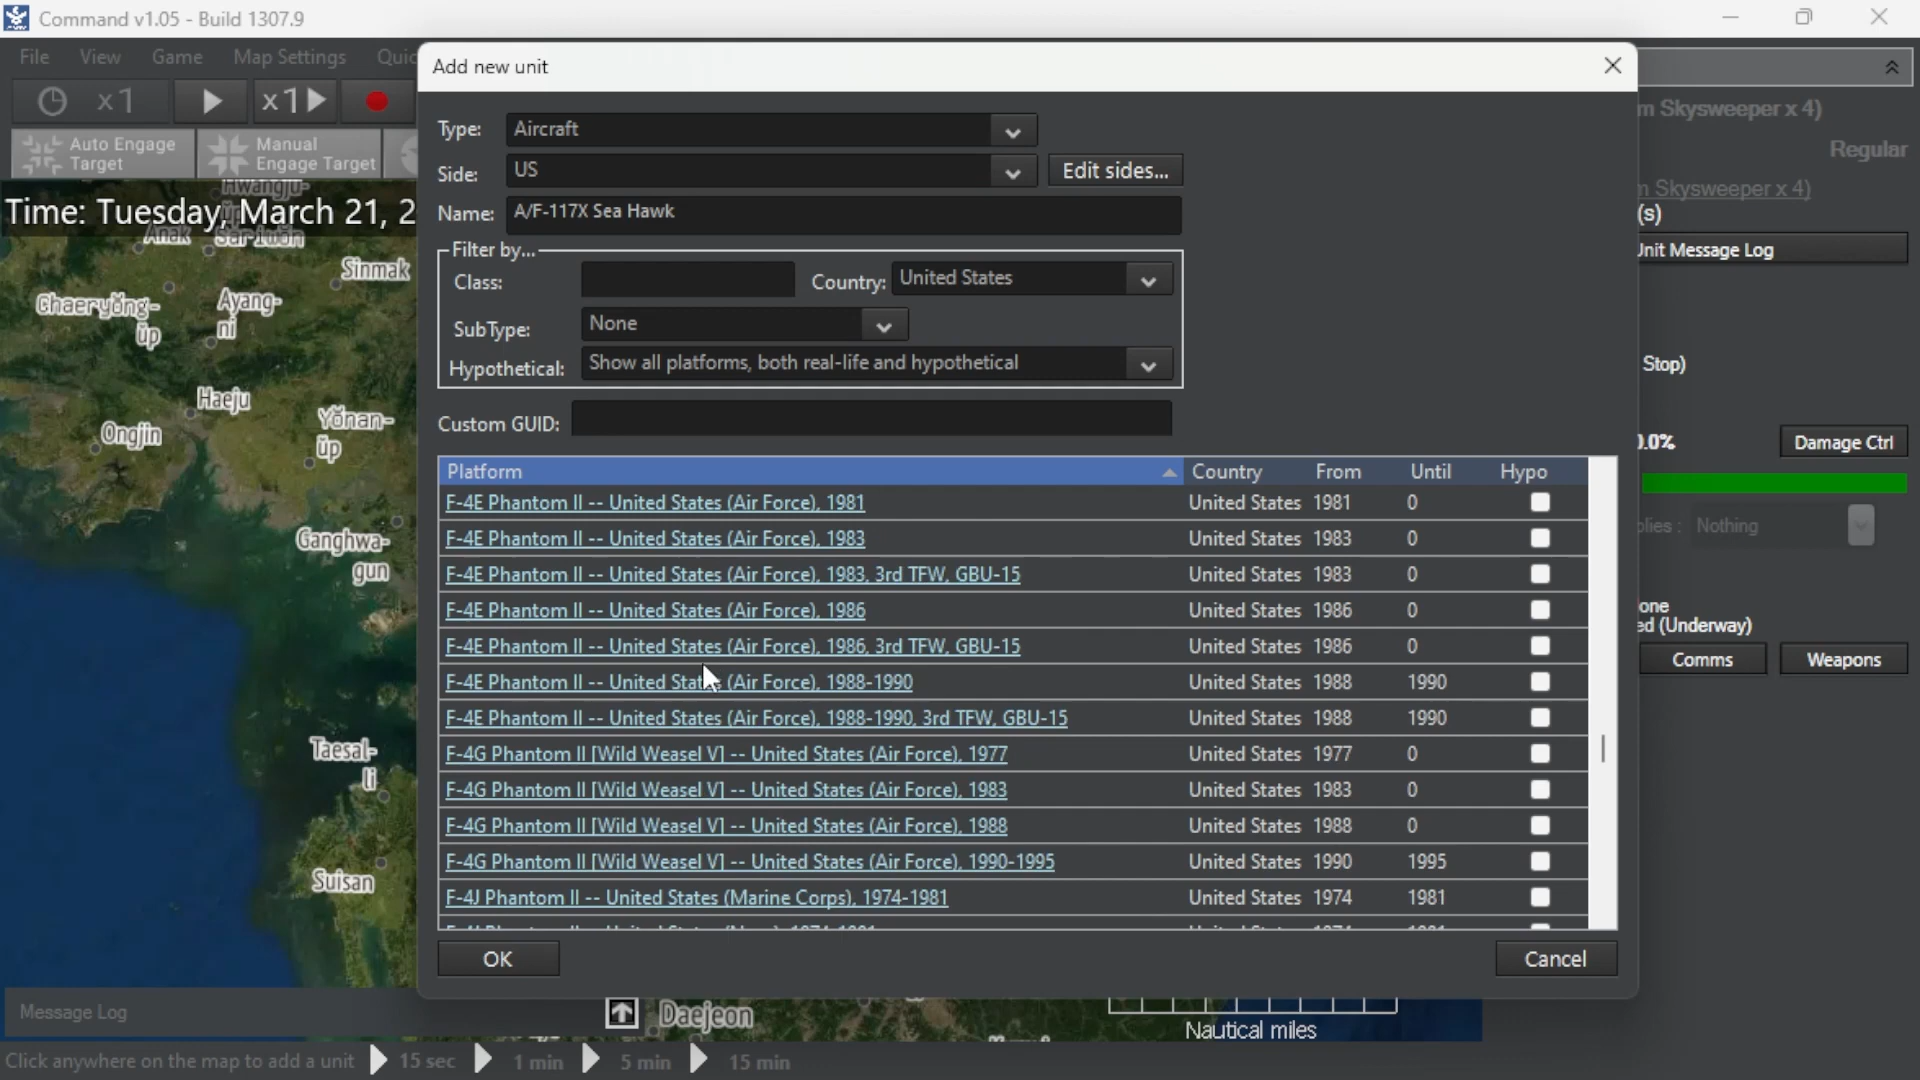 Command v1.05 - Build 1307.9
File View Game Map Settings Quic
x1 x1
Auto Engage Target
Manual Engage Target
Time: Tuesday, March 21, 2
Hwangju-
Anak
Sar-iwŏn
Sinmak
Chaeryŏng-
ŭp
Ayang-
ni
Haeju
Yŏnan-
ŭp
Ongjin
Ganghwa-
gun
Taesal-
li
Suisan
Add new unit
Type: Aircraft
Side: US Edit sides...
Name: A/F-117X Sea Hawk
Filter by...
Class: Country: United States
SubType: None
Hypothetical: Show all platforms, both real-life and hypothetical
Custom GUID:
Platform Country From Until Hypo
F-4E Phantom II -- United States (Air Force), 1981 United States 1981 0
F-4E Phantom II -- United States (Air Force), 1983 United States 1983 0
F-4E Phantom II -- United States (Air Force), 1983, 3rd TFW, GBU-15 United States 1983 0
F-4E Phantom II -- United States (Air Force), 1986 United States 1986 0
F-4E Phantom II -- United States (Air Force), 1986, 3rd TFW, GBU-15 United States 1986 0
F-4E Phantom II -- United States (Air Force), 1988-1990 United States 1988 1990
F-4E Phantom II -- United States (Air Force), 1988-1990, 3rd TFW, GBU-15 United States 1988 1990
F-4G Phantom II [Wild Weasel V] -- United States (Air Force), 1977 United States 1977 0
F-4G Phantom II [Wild Weasel V] -- United States (Air Force), 1983 United States 1983 0
F-4G Phantom II [Wild Weasel V] -- United States (Air Force), 1988 United States 1988 0
F-4G Phantom II [Wild Weasel V] -- United States (Air Force), 1990-1995 United States 1990 1995
F-4J Phantom II -- United States (Marine Corps), 1974-1981 United States 1974 1981
OK Cancel
m Skysweeper x 4)
Regular
n Skysweeper x 4)
(s)
Unit Message Log
Stop)
0.0% Damage Ctrl
plies : Nothing
one
ed (Underway)
Comms Weapons
Message Log
Daejeon
Nautical miles
Click anywhere on the map to add a unit 15 sec 1 min 5 min 15 min